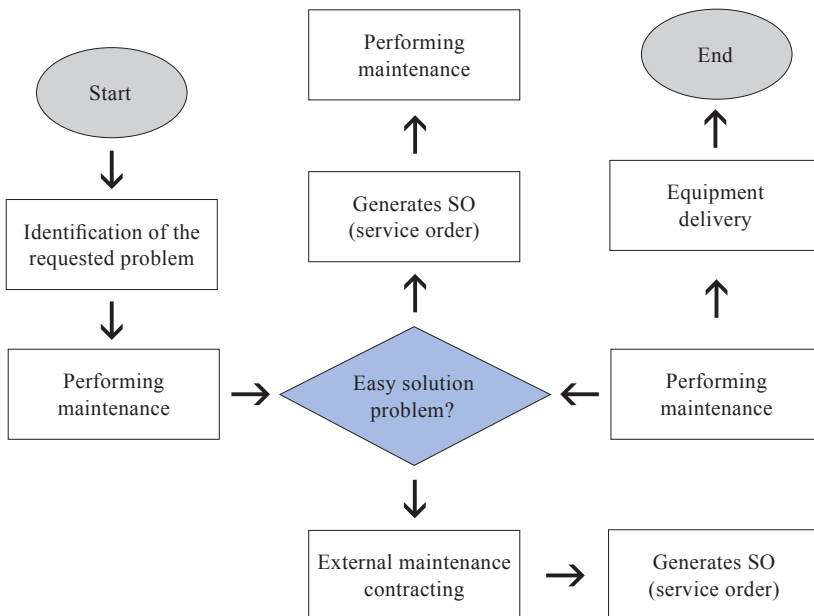 Start
Identification of the
requested problem
Performing
maintenance
Easy solution
problem?
Generates SO
(service order)
Performing
maintenance
External maintenance
contracting
Generates SO
(service order)
Performing
maintenance
Equipment
delivery
End